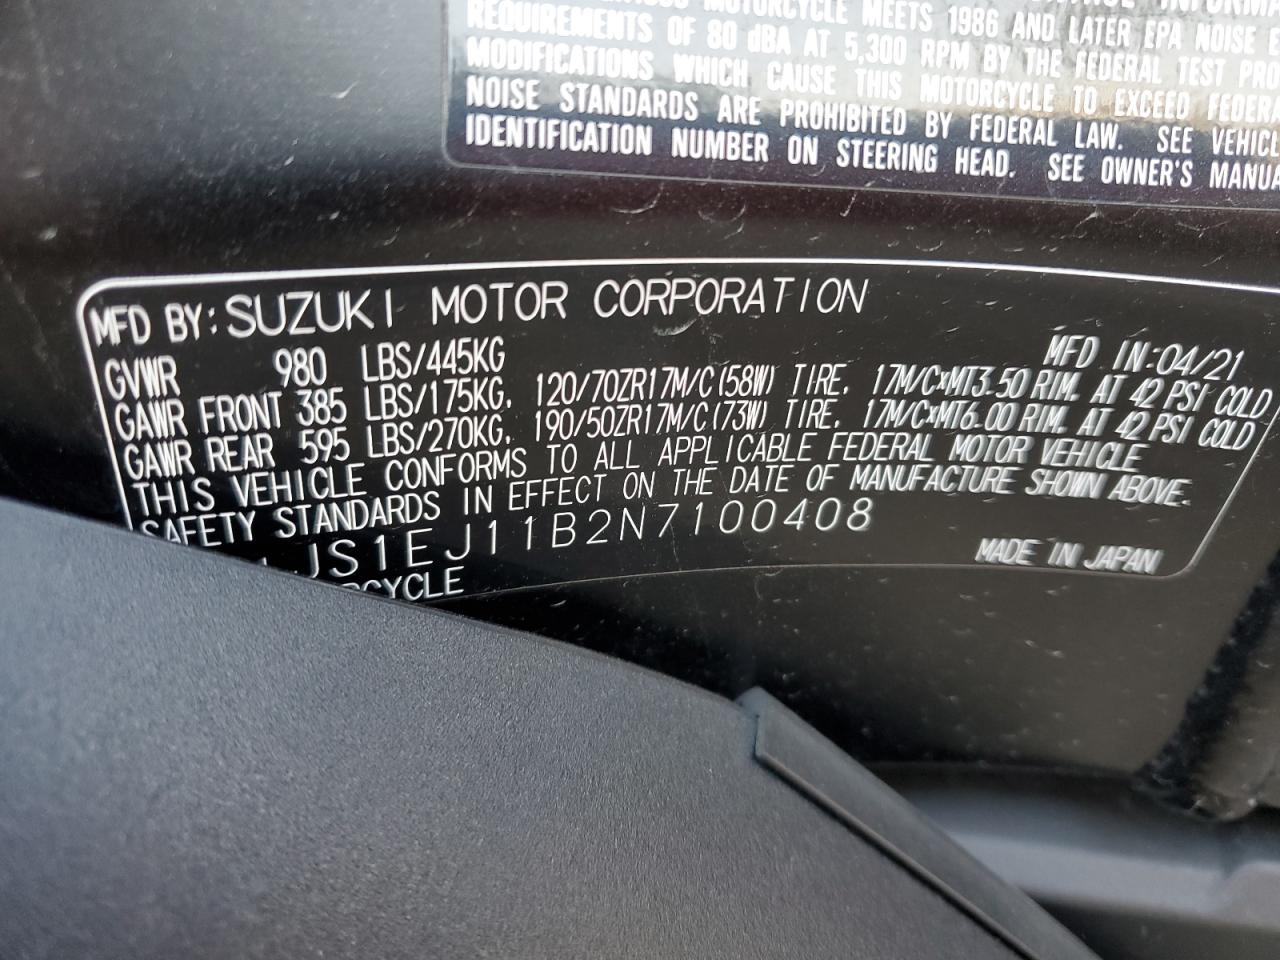 MOTORCYCLE MEETS 1986 AND LATER EPA NOISE
REQUIREMENTS OF 80 dBA AT 5,300 RPM BY THE FEDERAL TEST PRO
MODIFICATIONS WHICH CAUSE THIS MOTORCYCLE TO EXCEED FEDERA
NOISE STANDARDS ARE PROHIBITED BY FEDERAL LAW. SEE VEHICL
IDENTIFICATION NUMBER ON STEERING HEAD. SEE OWNER'S MANUA
MFD BY: SUZUKI MOTOR CORPORATION
MFD IN:04/21
GVWR 980 LBS/445KG
GAWR FRONT 385 LBS/175KG, 120/70ZR17M/C(58W) TIRE, 17M/CxMT3.50 RIM, AT 42 PSI COLD
GAWR REAR 595 LBS/270KG, 190/50ZR17M/C(73W) TIRE, 17M/CxMT6.00 RIM, AT 42 PSI COLD
THIS VEHICLE CONFORMS TO ALL APPLICABLE FEDERAL MOTOR VEHICLE
SAFETY STANDARDS IN EFFECT ON THE DATE OF MANUFACTURE SHOWN ABOVE.
JS1EJ11B2N7100408
MADE IN JAPAN
RCYCLE